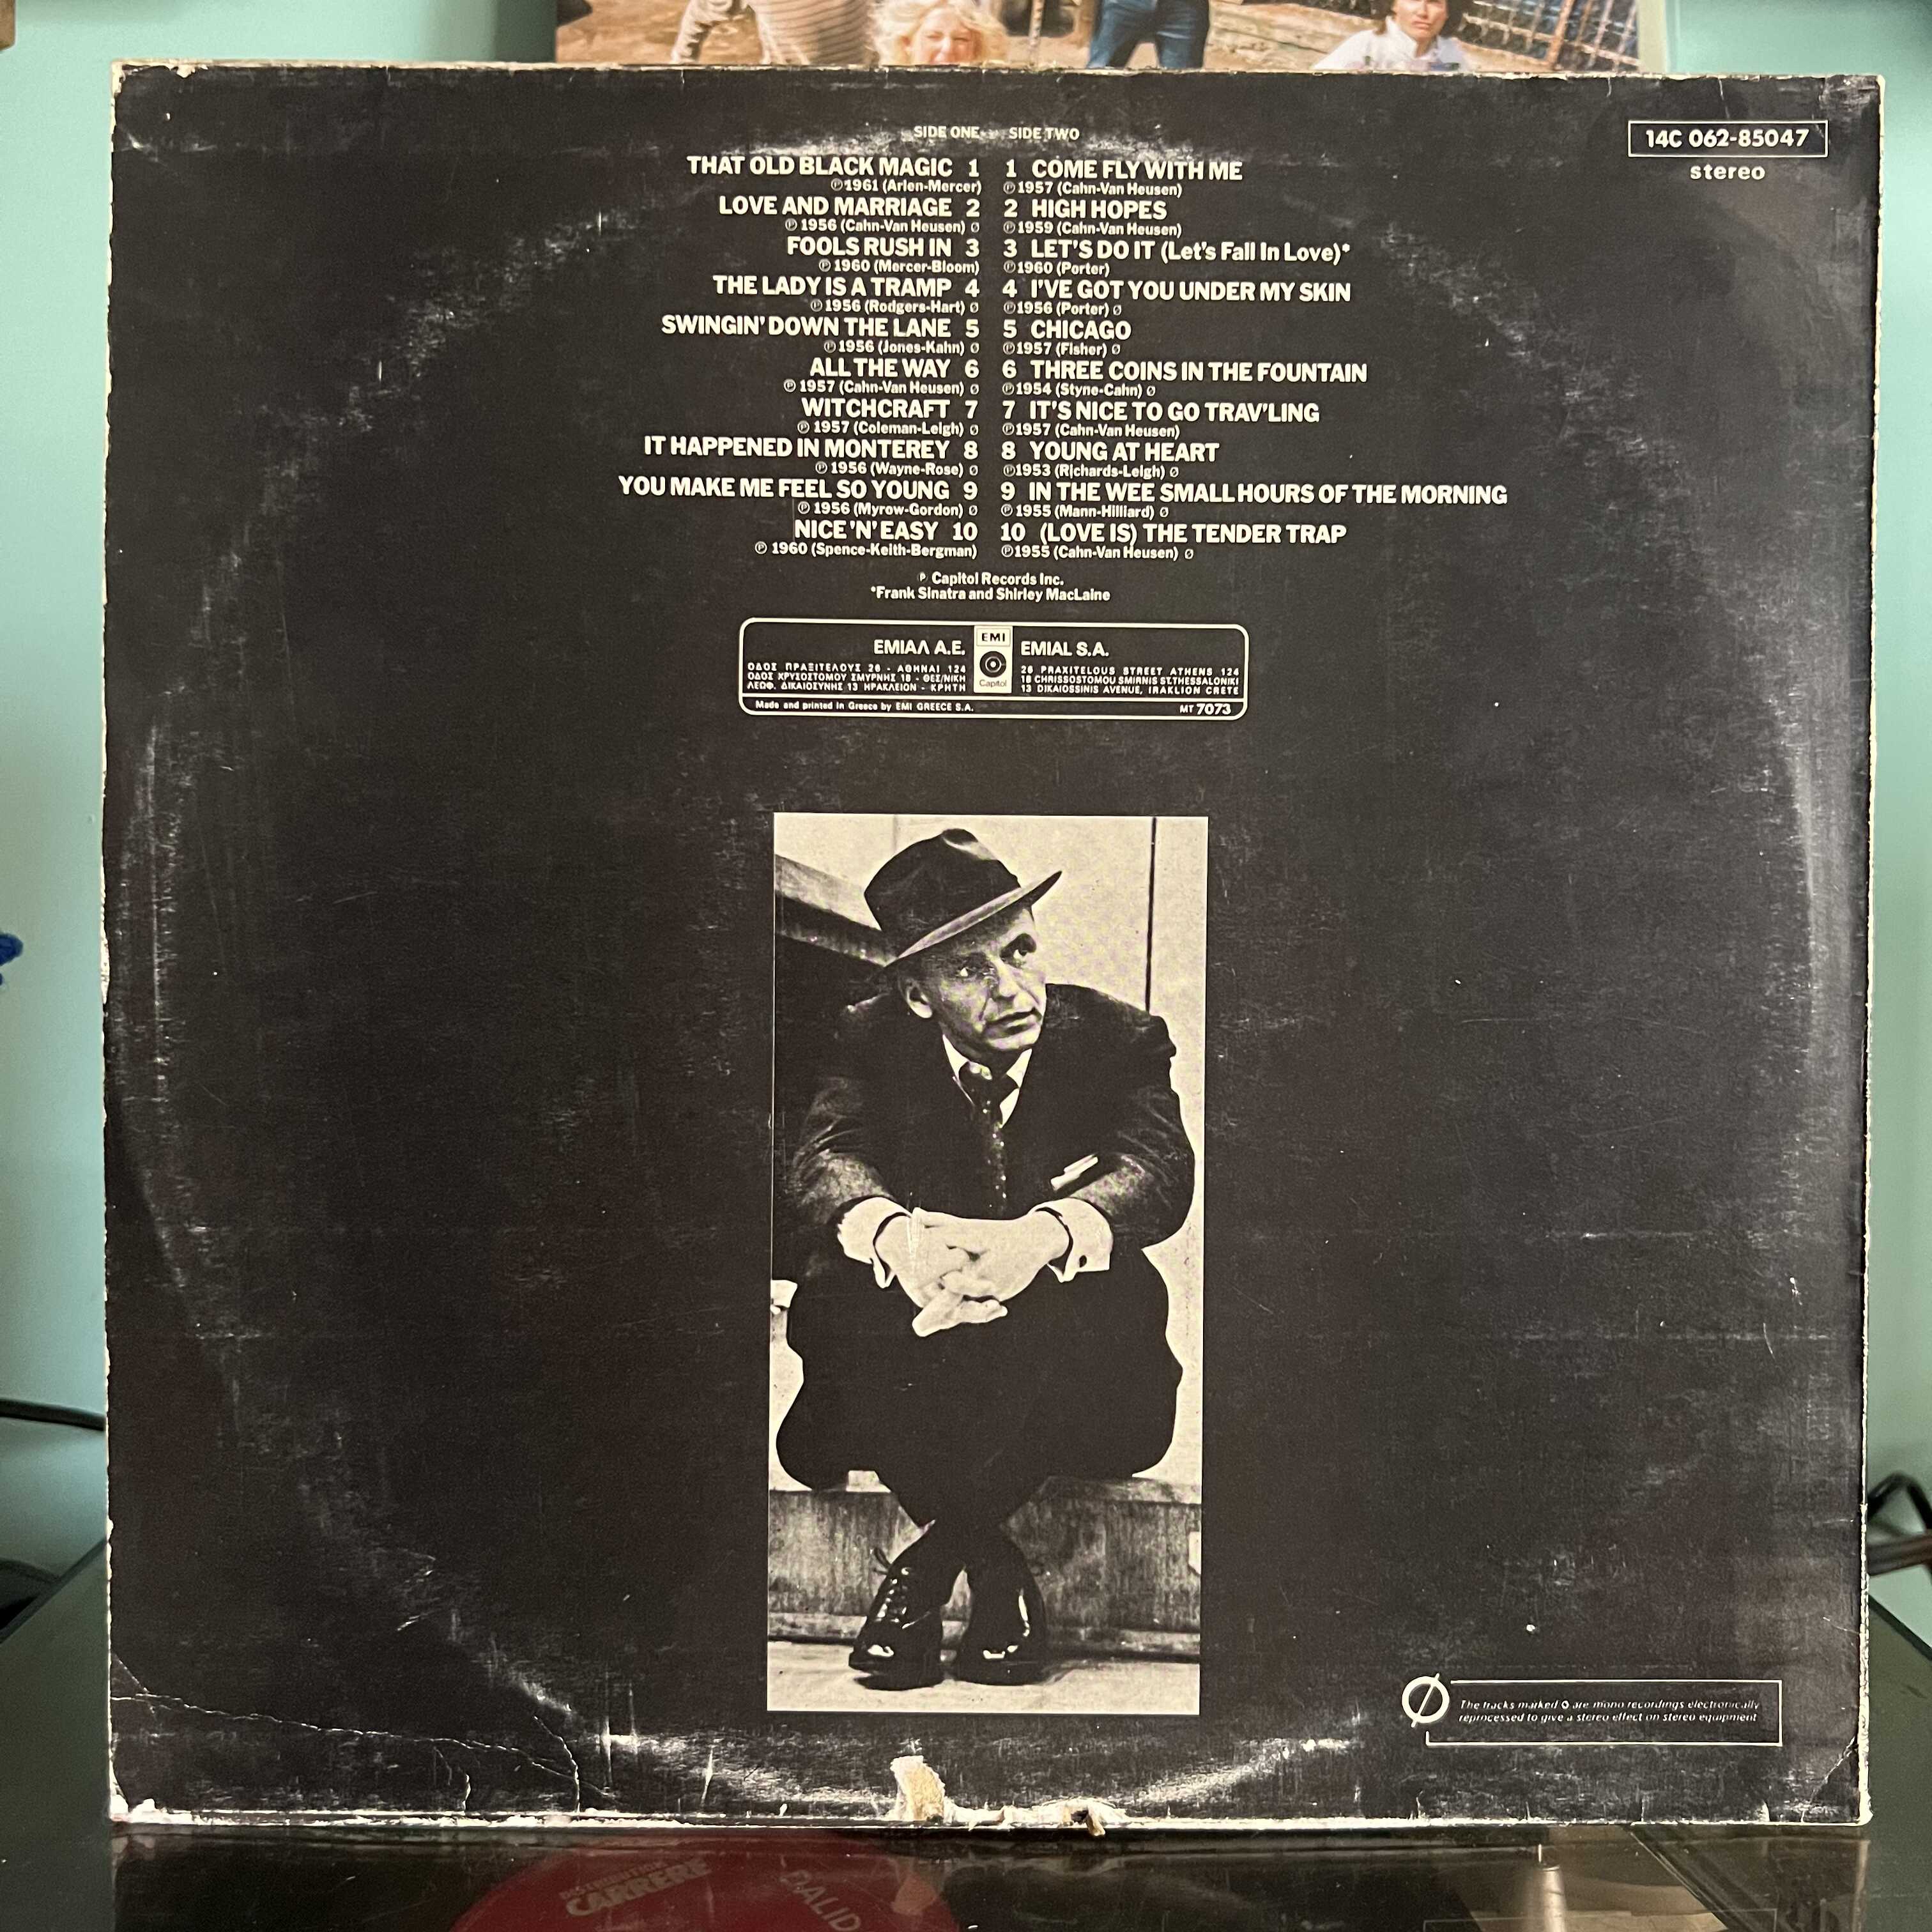 SIDE ONE
THAT OLD BLACK MAGIC 1
℗1961 (Arlen-Mercer)
LOVE AND MARRIAGE 2
℗ 1956 (Cahn-Van Heusen) ∅
FOOLS RUSH IN 3
℗ 1960 (Mercer-Bloom)
THE LADY IS A TRAMP 4
℗1956 (Rodgers-Hart) ∅
SWINGIN' DOWN THE LANE 5
℗ 1956 (Jones-Kahn) ∅
ALL THE WAY 6
℗ 1957 (Cahn-Van Heusen) ∅
WITCHCRAFT 7
℗ 1957 (Coleman-Leigh) ∅
IT HAPPENED IN MONTEREY 8
℗ 1956 (Wayne-Rose) ∅
YOU MAKE ME FEEL SO YOUNG 9
℗ 1956 (Myrow-Gordon) ∅
NICE 'N' EASY 10
℗ 1960 (Spence-Keith-Bergman)
SIDE TWO
1 COME FLY WITH ME
℗1957 (Cahn-Van Heusen)
2 HIGH HOPES
℗1959 (Cahn-Van Heusen)
3 LET'S DO IT (Let's Fall In Love)*
℗1960 (Porter)
4 I'VE GOT YOU UNDER MY SKIN
℗1956 (Porter) ∅
5 CHICAGO
℗1957 (Fisher) ∅
6 THREE COINS IN THE FOUNTAIN
℗1954 (Styne-Cahn) ∅
7 IT'S NICE TO GO TRAV'LING
℗1957 (Cahn-Van Heusen)
8 YOUNG AT HEART
℗1953 (Richards-Leigh) ∅
9 IN THE WEE SMALL HOURS OF THE MORNING
℗1955 (Mann-Hilliard) ∅
10 (LOVE IS) THE TENDER TRAP
℗1955 (Cahn-Van Heusen) ∅
14C 062-85047
stereo
℗ Capitol Records Inc.
*Frank Sinatra and Shirley MacLaine
ΕΜΙΑΛ Α.Ε.
ΟΔΟΣ ΠΡΑΞΙΤΕΛΟΥΣ 26 - ΑΘΗΝΑΙ 124
ΟΔΟΣ ΧΡΥΣΟΣΤΟΜΟΥ ΣΜΥΡΝΗΣ 18 - ΘΕΣ/ΝΙΚΗ
ΛΕΩΦ. ΔΙΚΑΙΟΣΥΝΗΣ 13 ΗΡΑΚΛΕΙΟΝ - ΚΡΗΤΗ
EMI
Capitol
EMIAL S.A.
26 PRAXITELOUS STREET ATHENS 124
18 CHRISSOSTOMOU SMIRNIS ST.THESSALONIKI
13 DIKAIOSSINIS AVENUE, IRAKLION CRETE
Made and printed in Greece by EMI GREECE S.A.
MT 7073
The tracks marked ∅ are mono recordings electronically
reprocessed to give a stereo effect on stereo equipment
DISTRIBUTION
CARRERE
DALID